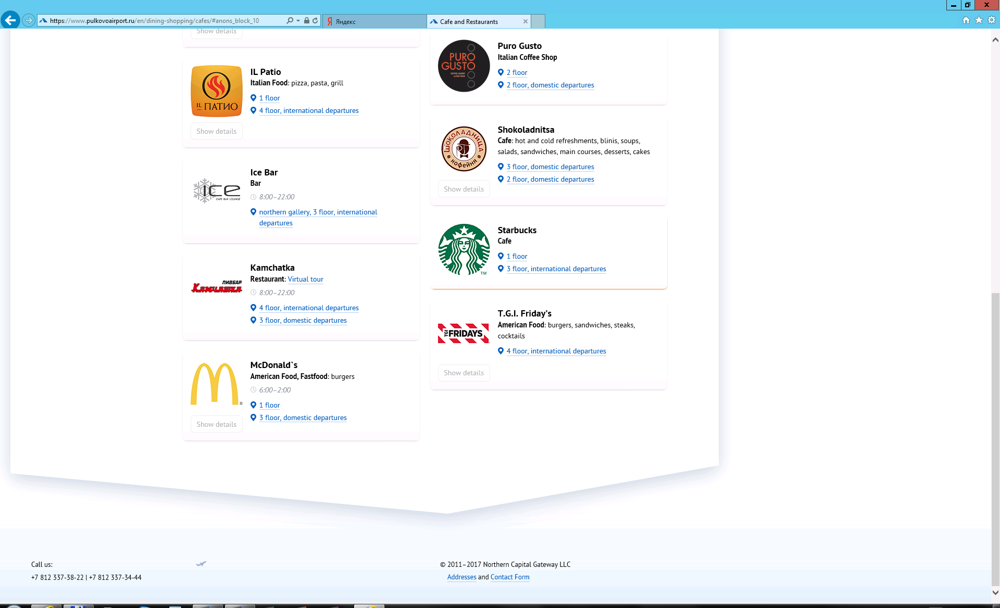 https://www.pulkovoairport.ru/en/dining-shopping/cafes/#anons_block_10
Яндекс
Cafe and Restaurants
Show details
IL Patio
Italian Food: pizza, pasta, grill
1 floor
4 floor, international departures
IL ПАТИО
Show details
Ice Bar
Bar
8:00–22:00
northern gallery, 3 floor, international
departures
ice
CAFE·BAR·LOUNGE
Kamchatka
Restaurant: Virtual tour
8:00–22:00
4 floor, international departures
3 floor, domestic departures
ПИВБАР
Камчатка
McDonald`s
American Food, Fastfood: burgers
6:00–2:00
1 floor
3 floor, domestic departures
®
Show details
Puro Gusto
Italian Coffee Shop
2 floor
2 floor, domestic departures
PURO
GUSTO
COFFEE, BAKERY
& FINE FOOD
Shokoladnitsa
Cafe: hot and cold refreshments, blinis, soups,
salads, sandwiches, main courses, desserts, cakes
3 floor, domestic departures
2 floor, domestic departures
ШОКОЛАДНИЦА
кофейня
Show details
Starbucks
Cafe
1 floor
3 floor, international departures
TM
T.G.I. Friday’s
American Food: burgers, sandwiches, steaks,
cocktails
4 floor, international departures
TGI FRIDAYS
Show details
Call us:
+7 812 337-38-22 | +7 812 337-34-44
© 2011–2017 Northern Capital Gateway LLC
Addresses and Contact Form